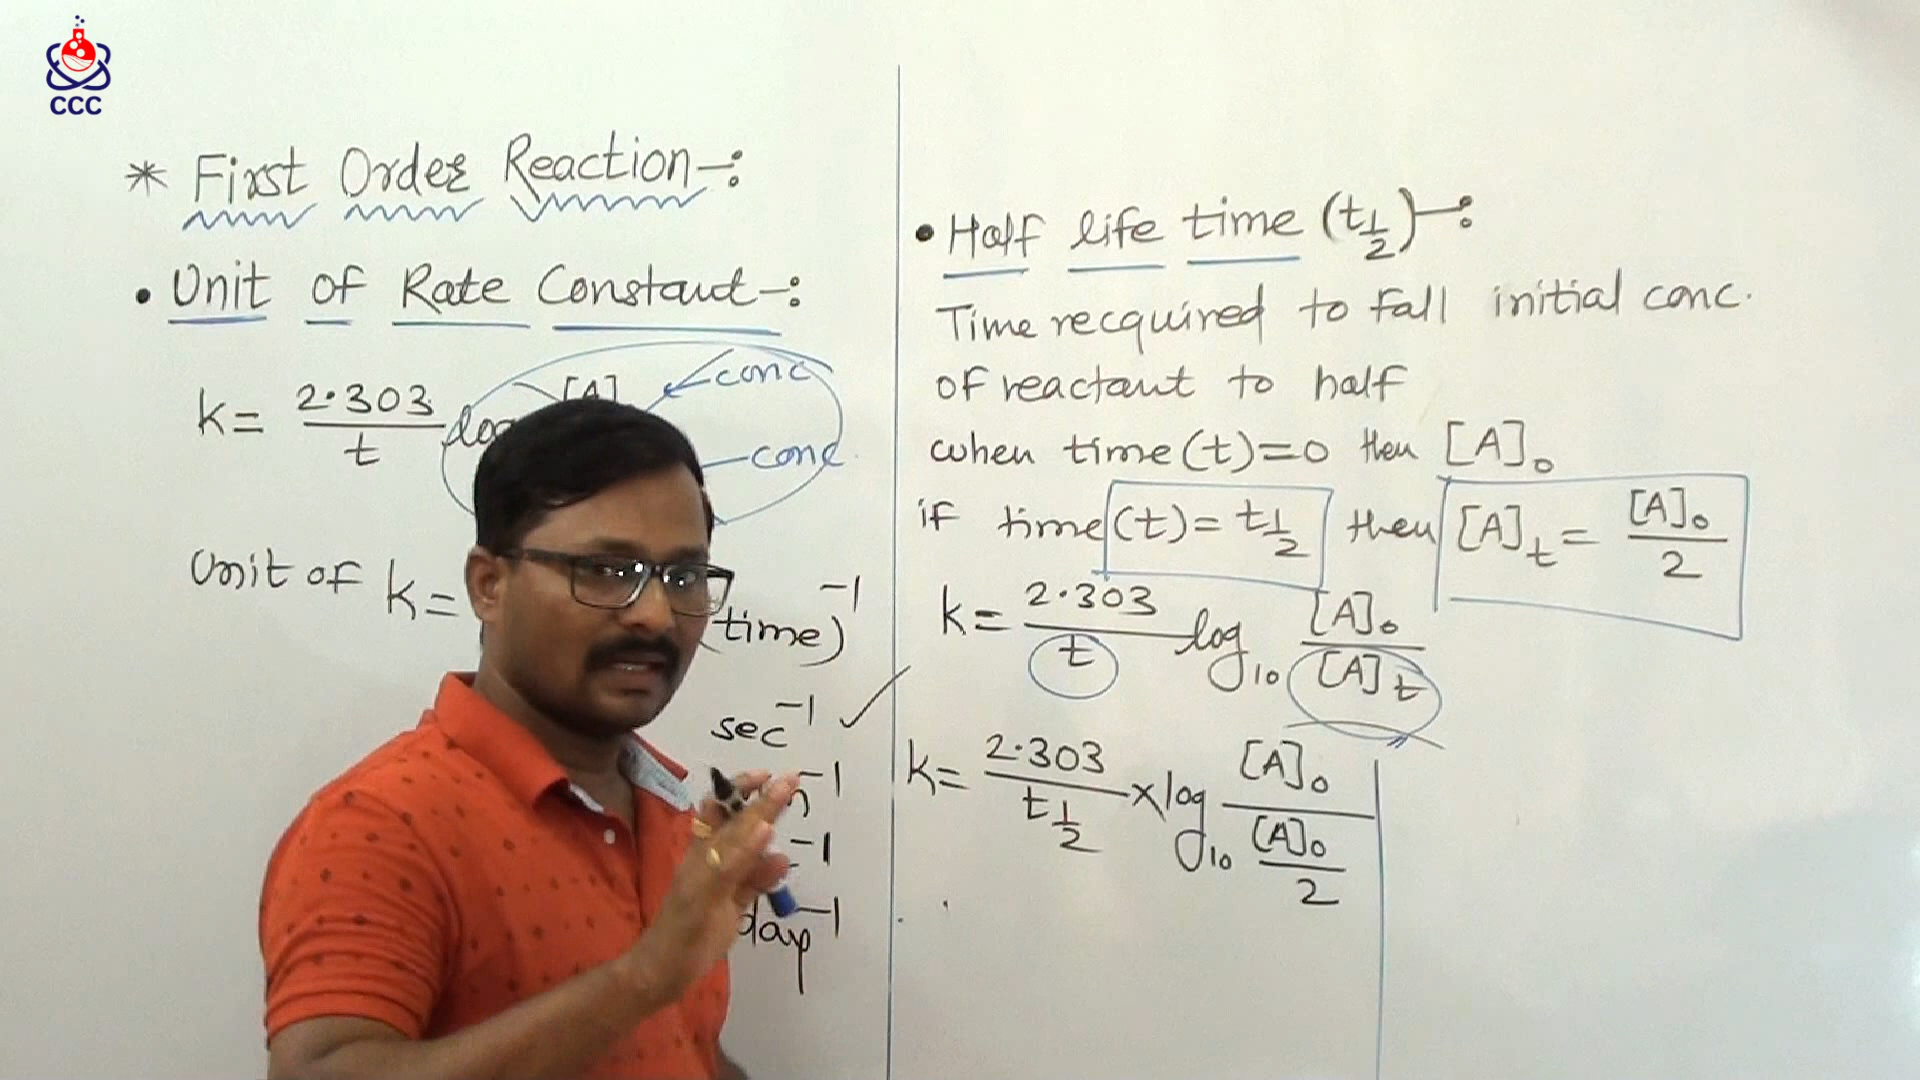 CCC
* First Order Reaction-:
• Unit of Rate Constant-:
k= 2.303/t log [A] conc
conc.
Unit of k= (time)⁻¹
sec⁻¹ ✓
⁻¹
⁻¹
day⁻¹
• Half life time (t1/2)-:
Time recquired to fall initial conc.
of reactant to half
when time(t)=0 then [A]₀
if time (t)= t1/2 then [A]t = [A]₀/2
k= 2.303/t log₁₀ [A]₀/[A]t
k= 2.303/t1/2 × log₁₀ [A]₀/([A]₀/2)